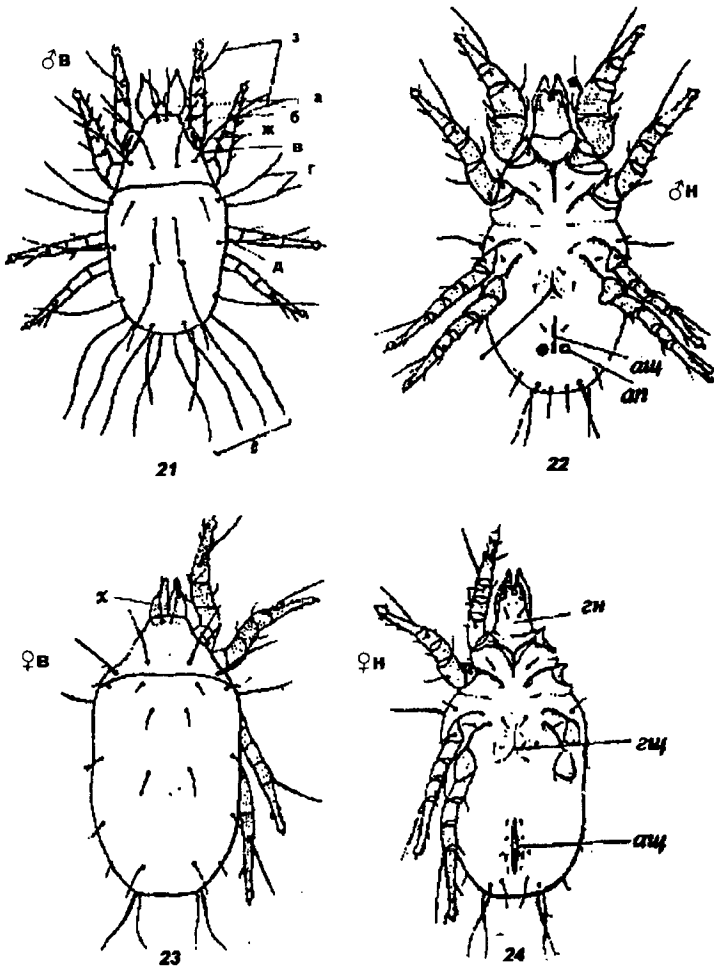 ♂в
з
а
б
ж
в
г
д
е
21
♂н
ащ
ап
22
♀в
х
23
♀н
гн
гщ
ащ
24